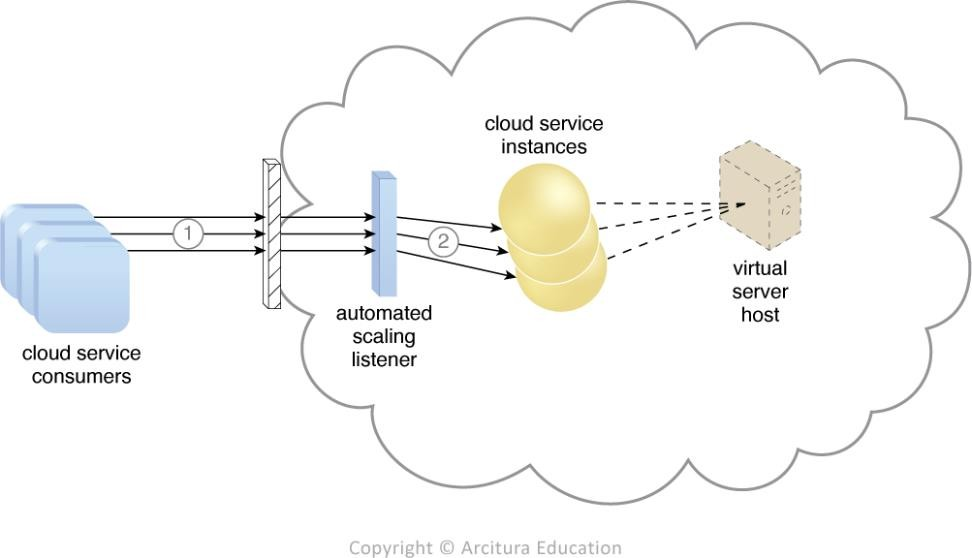 cloud service
instances
1
2
virtual
server
host
automated
scaling
listener
cloud service
consumers
Copyright © Arcitura Education